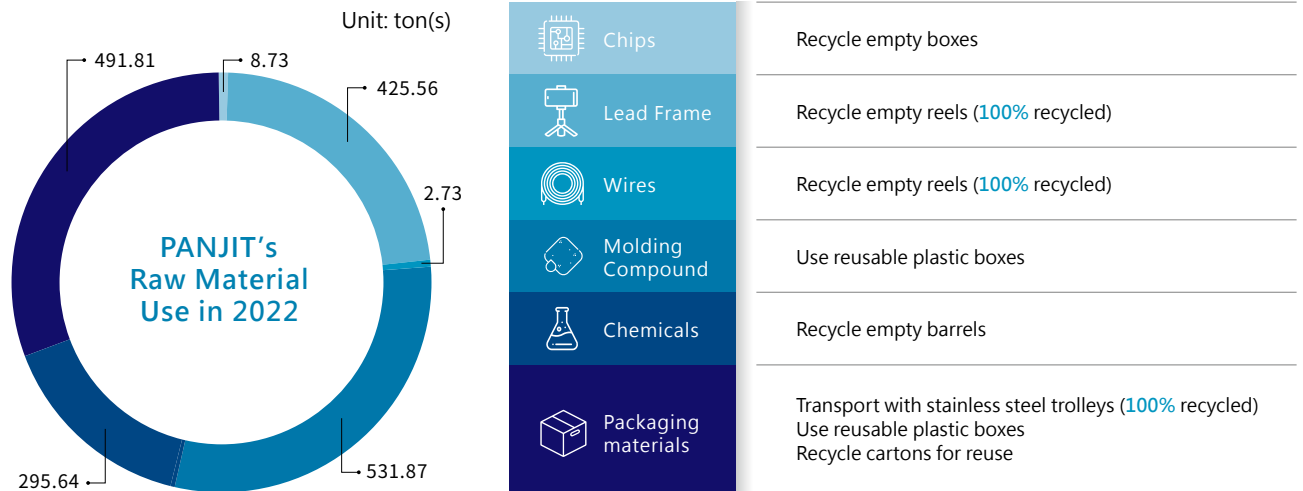 Unit: ton(s)
491.81
8.73
425.56
2.73
PANJIT's
Raw Material
Use in 2022
531.87
295.64
Chips
Recycle empty boxes
Lead Frame
Recycle empty reels (100% recycled)
Wires
Recycle empty reels (100% recycled)
Molding
Compound
Use reusable plastic boxes
Chemicals
Recycle empty barrels
Packaging
materials
Transport with stainless steel trolleys (100% recycled)
Use reusable plastic boxes
Recycle cartons for reuse